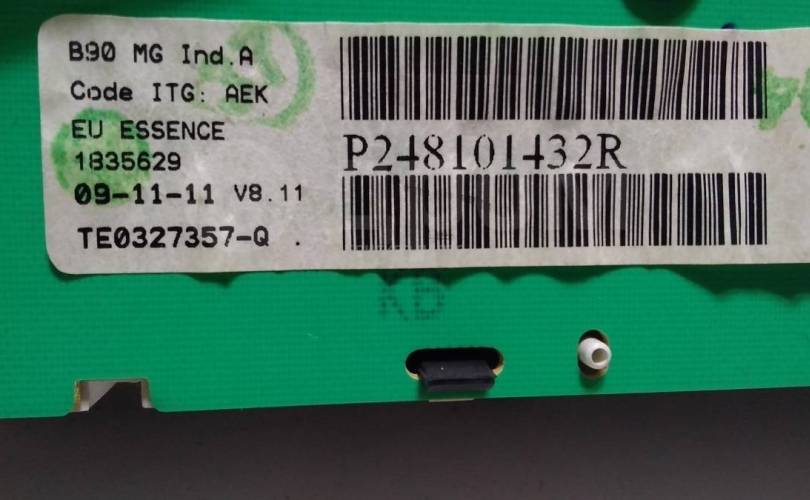 B90 MG Ind.A
Code ITG: AEK
EU ESSENCE
1835629
09-11-11 V8.11
TE0327357-Q .
P248101432R
KD